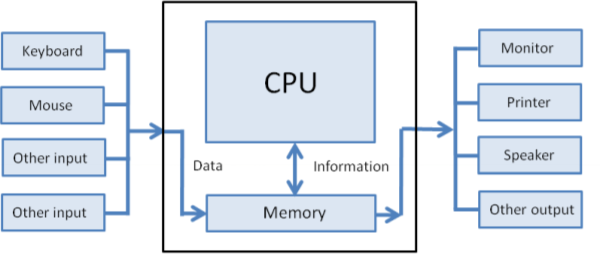 Keyboard
Mouse
Other input
Other input
CPU
Data
Information
Memory
Monitor
Printer
Speaker
Other output